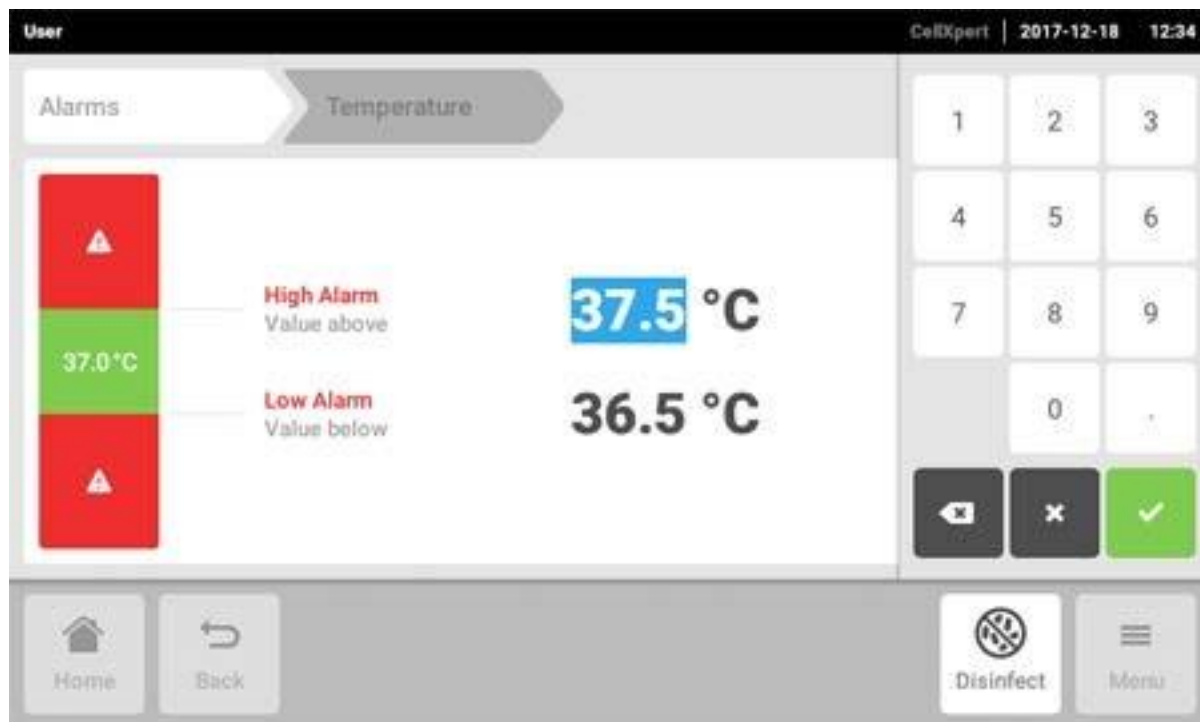 User
CellXpert | 2017-12-18 12:34
Alarms
Temperature
37.0°C
High Alarm
Value above
37.5 °C
Low Alarm
Value below
36.5 °C
1 2 3
4 5 6
7 8 9
0 .
Home
Back
Disinfect
Menu